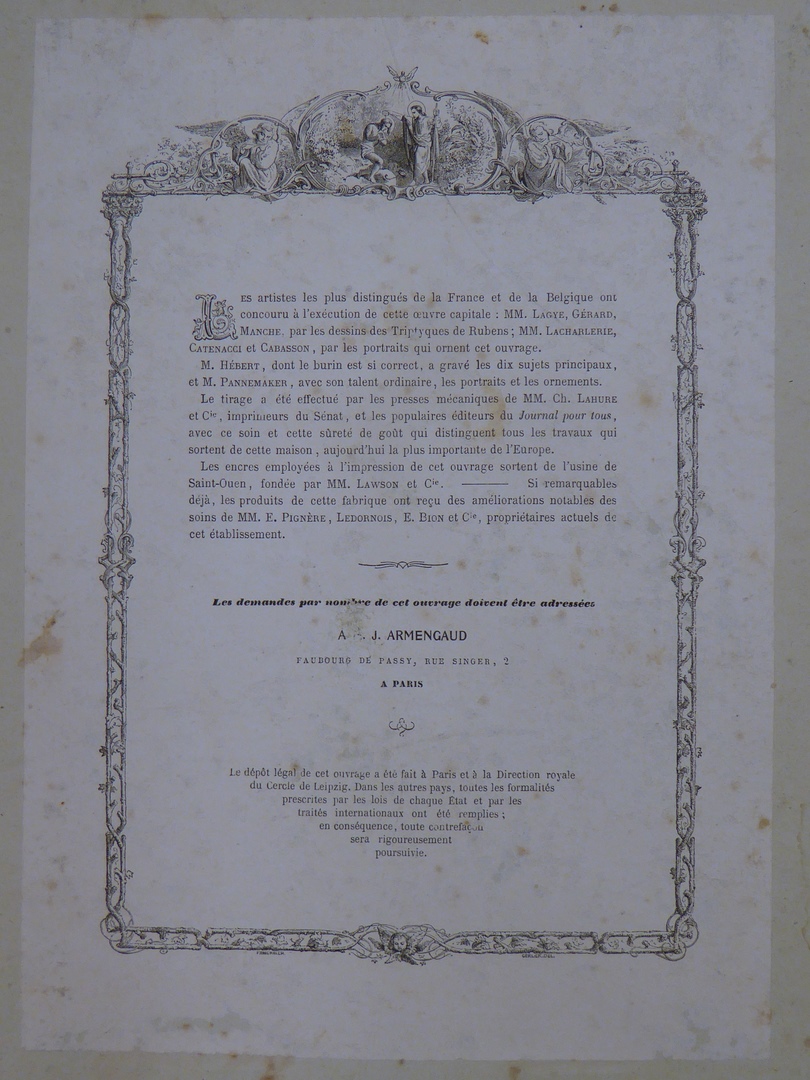 LES artistes les plus distingués de la France et de la Belgique ont
concouru à l'exécution de cette œuvre capitale : MM. LAGYE, GÉRARD,
MANCHE, par les dessins des Triptyques de Rubens ; MM. LACHARLERIE,
CATENACCI et CABASSON, par les portraits qui ornent cet ouvrage.
M. HÉBERT, dont le burin est si correct, a gravé les dix sujets principaux,
et M. PANNEMAKER, avec son talent ordinaire, les portraits et les ornements.
Le tirage a été effectué par les presses mécaniques de MM. Ch. LAHURE
et Cie, imprimeurs du Sénat, et les populaires éditeurs du Journal pour tous,
avec ce soin et cette sûreté de goût qui distinguent tous les travaux qui
sortent de cette maison, aujourd'hui la plus importante de l'Europe.
Les encres employées à l'impression de cet ouvrage sortent de l'usine de
Saint-Ouen, fondée par MM. LAWSON et Cie. ——— Si remarquables
déjà, les produits de cette fabrique ont reçu des améliorations notables des
soins de MM. E. PIGNÈRE, LEDORNOIS, E. BION et Cie, propriétaires actuels de
cet établissement.
Les demandes par nombre de cet ouvrage doivent être adressées
A J. ARMENGAUD
FAUBOURG DE PASSY, RUE SINGER, 2
A PARIS
Le dépôt légal de cet ouvrage a été fait à Paris et à la Direction royale
du Cercle de Leipzig. Dans les autres pays, toutes les formalités
prescrites par les lois de chaque État et par les
traités internationaux ont été remplies ;
en conséquence, toute contrefaçon
sera rigoureusement
poursuivie.